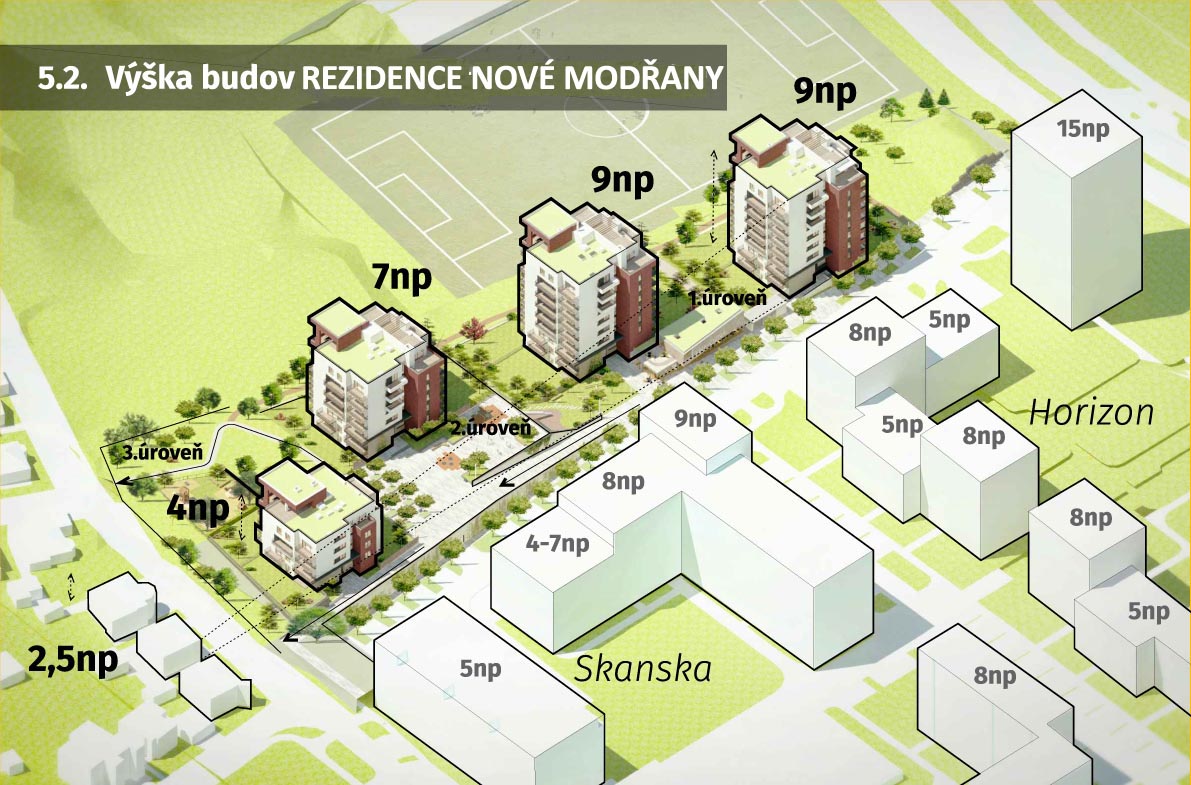 5.2. Výška budov REZIDENCE NOVÉ MODŘANY
9np
15np
9np
7np
1.úroveň
8np
5np
9np
5np
8np
Horizon
2.úroveň
3.úroveň
8np
4np
4-7np
8np
5np
2,5np
5np
Skanska
8np